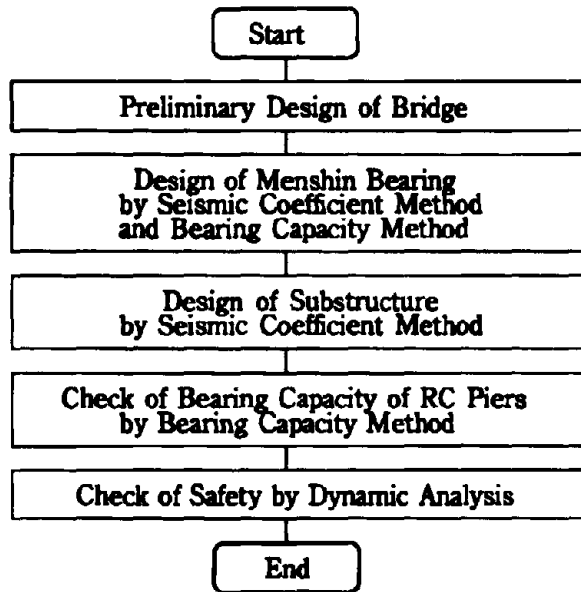 Start
Preliminary Design of Bridge
Design of Menshin Bearing
by Seismic Coefficient Method
and Bearing Capacity Method
Design of Substructure
by Seismic Coefficient Method
Check of Bearing Capacity of RC Piers
by Bearing Capacity Method
Check of Safety by Dynamic Analysis
End